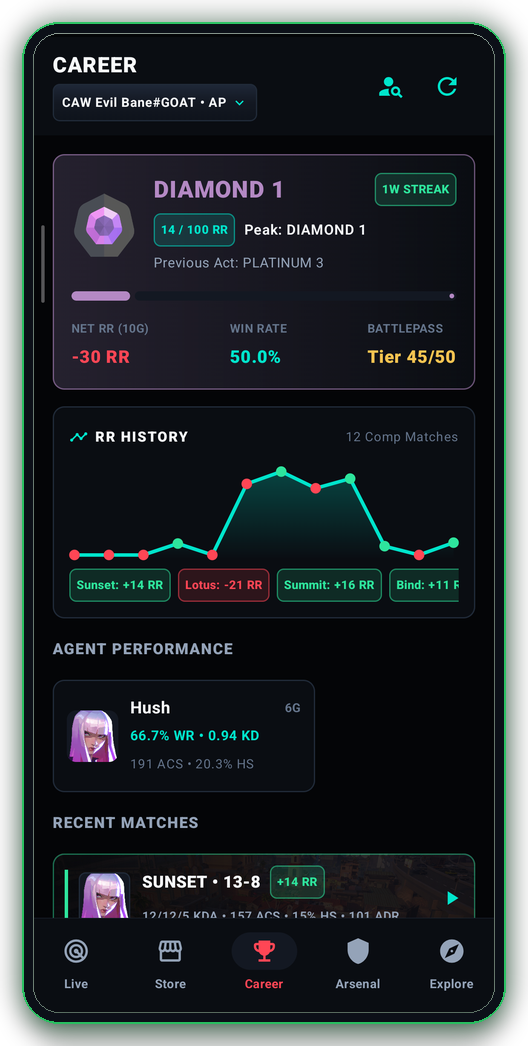 CAREER
CAW Evil Bane#GOAT • AP
DIAMOND 1
1W STREAK
14 / 100 RR
Peak: DIAMOND 1
Previous Act: PLATINUM 3
NET RR (10G)
WIN RATE
BATTLEPASS
-30 RR
50.0%
Tier 45/50
RR HISTORY
12 Comp Matches
Sunset: +14 RR
Lotus: -21 RR
Summit: +16 RR
Bind: +11 R
AGENT PERFORMANCE
Hush
6G
66.7% WR • 0.94 KD
191 ACS • 20.3% HS
RECENT MATCHES
SUNSET • 13-8
+14 RR
12/12/5 KDA • 157 ACS • 15% HS • 101 ADR
Live
Store
Career
Arsenal
Explore